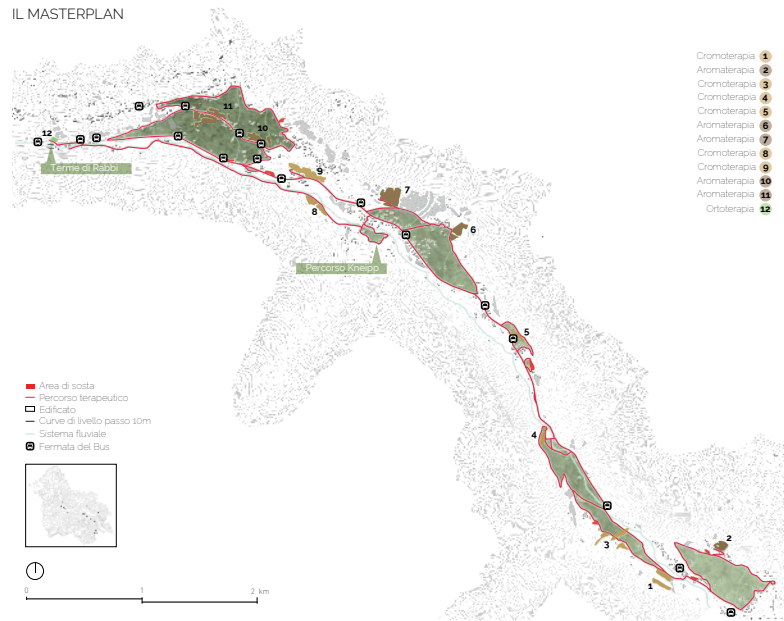 IL MASTERPLAN
Cromoterapia 1
Aromaterapia 2
Cromoterapia 3
Cromoterapia 4
Cromoterapia 5
Aromaterapia 6
Aromaterapia 7
Cromoterapia 8
Cromoterapia 9
Aromaterapia 10
Aromaterapia 11
Ortoterapia 12
11
12
10
Terme di Rabbi
9
7
8
6
Percorso Kneipp
5
4
3
2
1
Area di sosta
Percorso terapeutico
Edificato
Curve di livello passo 10m
Sistema fluviale
Fermata del Bus
0 1 2 km